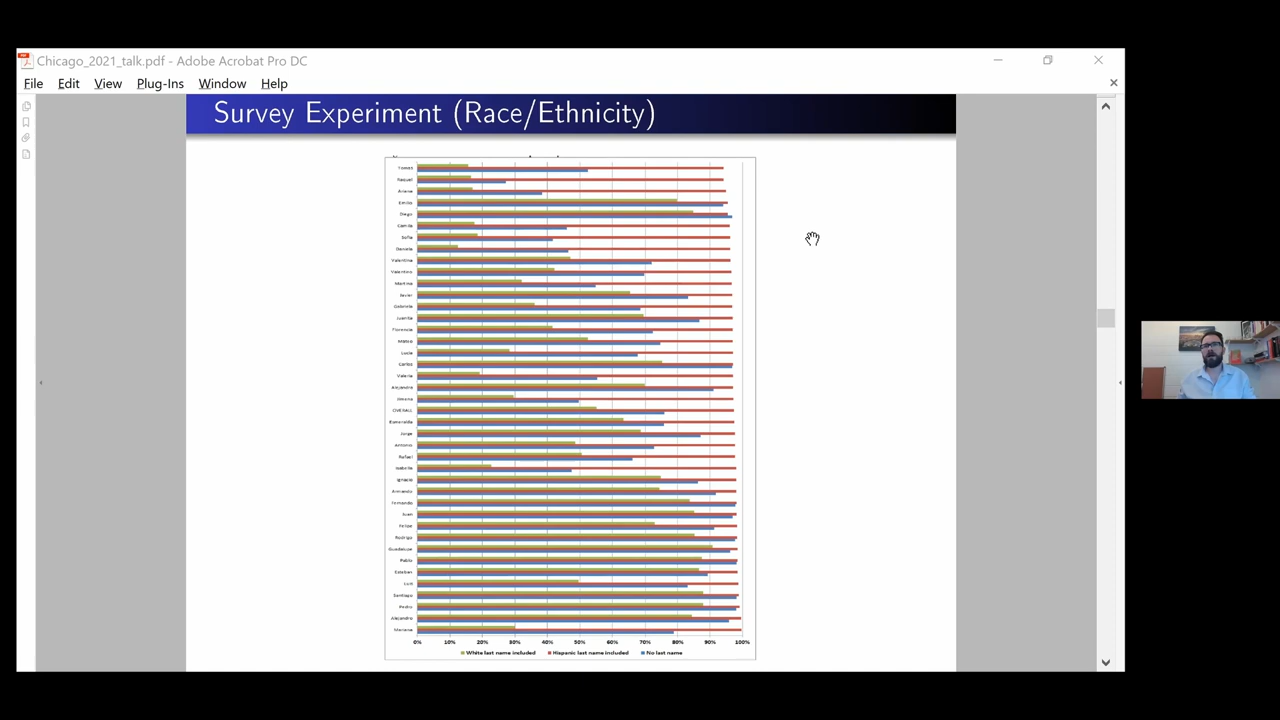 Chicago_2021_talk.pdf - Adobe Acrobat Pro DC
File Edit View Plug-Ins Window Help
Survey Experiment (Race/Ethnicity)
Tomas
Raquel
Ariana
Emilio
Diego
Camila
Sofia
Daniela
Valentina
Valentino
Martina
Javier
Gabriela
Juanita
Florencia
Mateo
Lucia
Carlos
Valeria
Alejandra
Jimena
OVERALL
Esmeralda
Jorge
Antonio
Rafael
Isabella
Ignacio
Armando
Fernando
Juan
Felipe
Rodrigo
Guadalupe
Pablo
Esteban
Luis
Santiago
Pedro
Alejandro
Mariana
0% 10% 20% 30% 40% 50% 60% 70% 80% 90% 100%
White last name included Hispanic last name included No last name